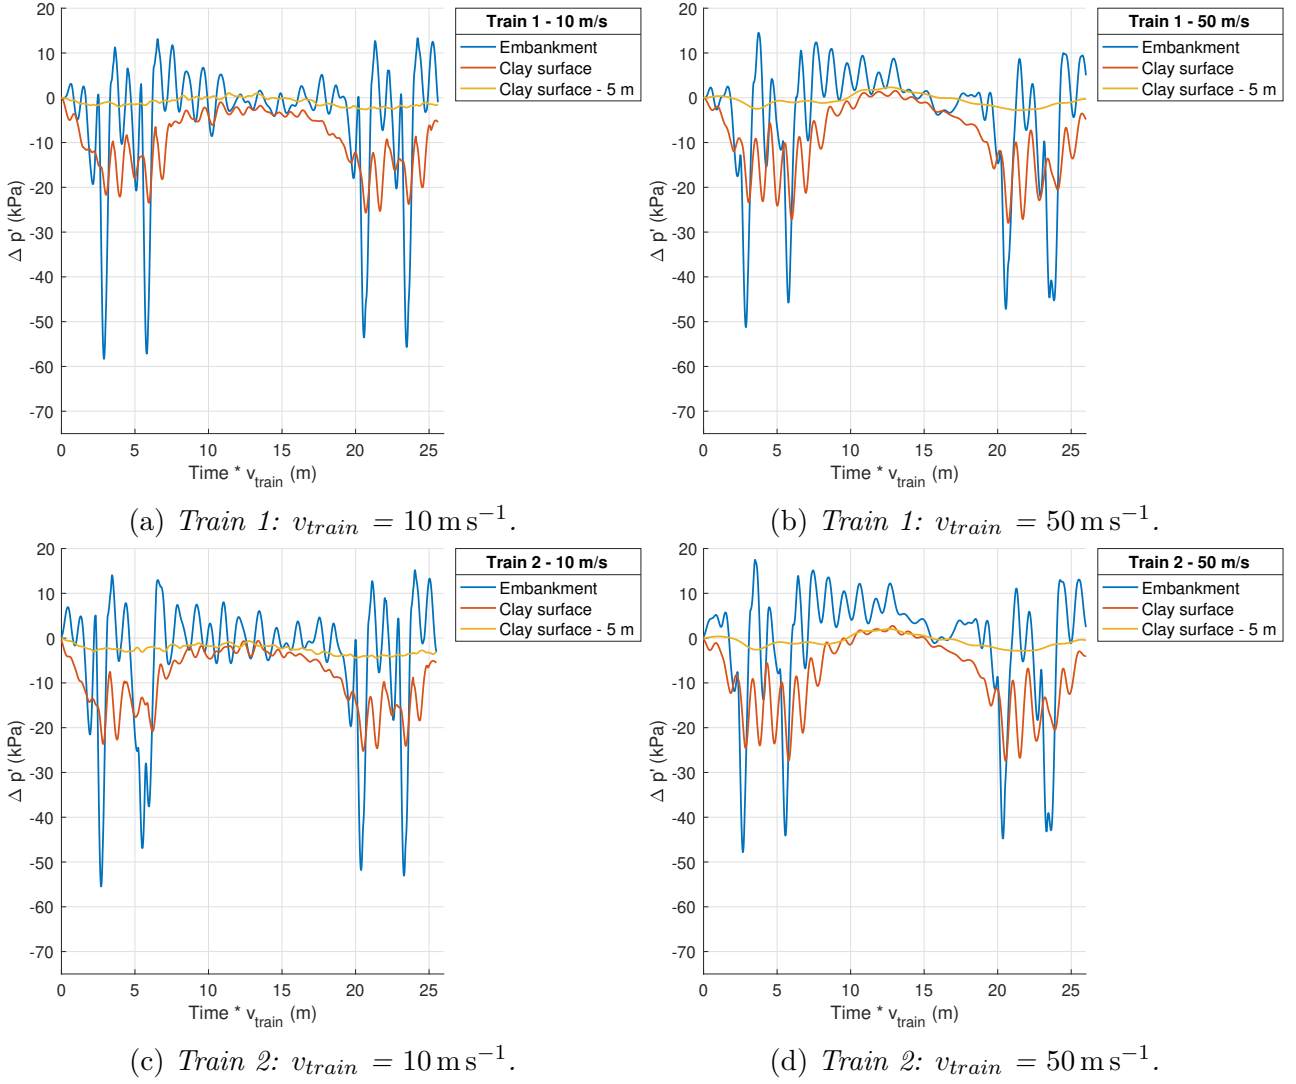 20
10
0
-10
-20
-30
-40
-50
-60
-70
Δ p' (kPa)
0 5 10 15 20 25
Time * v_train (m)
Train 1 - 10 m/s
Embankment
Clay surface
Clay surface - 5 m
(a) Train 1: v_train = 10 m s⁻¹.
20
10
0
-10
-20
-30
-40
-50
-60
-70
Δ p' (kPa)
0 5 10 15 20 25
Time * v_train (m)
Train 1 - 50 m/s
Embankment
Clay surface
Clay surface - 5 m
(b) Train 1: v_train = 50 m s⁻¹.
20
10
0
-10
-20
-30
-40
-50
-60
-70
Δ p' (kPa)
0 5 10 15 20 25
Time * v_train (m)
Train 2 - 10 m/s
Embankment
Clay surface
Clay surface - 5 m
(c) Train 2: v_train = 10 m s⁻¹.
20
10
0
-10
-20
-30
-40
-50
-60
-70
Δ p' (kPa)
0 5 10 15 20 25
Time * v_train (m)
Train 2 - 50 m/s
Embankment
Clay surface
Clay surface - 5 m
(d) Train 2: v_train = 50 m s⁻¹.